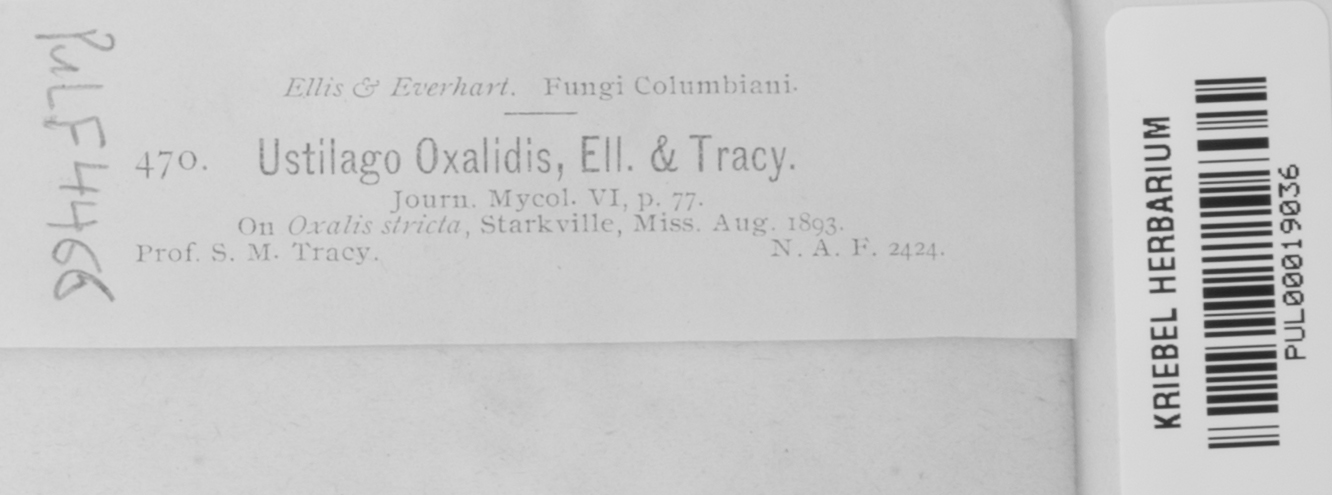 PULF4466
Ellis & Everhart. Fungi Columbiani.
470. Ustilago Oxalidis, Ell. & Tracy.
Journ. Mycol. VI, p. 77.
On Oxalis stricta, Starkville, Miss. Aug. 1893.
Prof. S. M. Tracy. N. A. F. 2424.
KRIEBEL HERBARIUM
PUL00019036